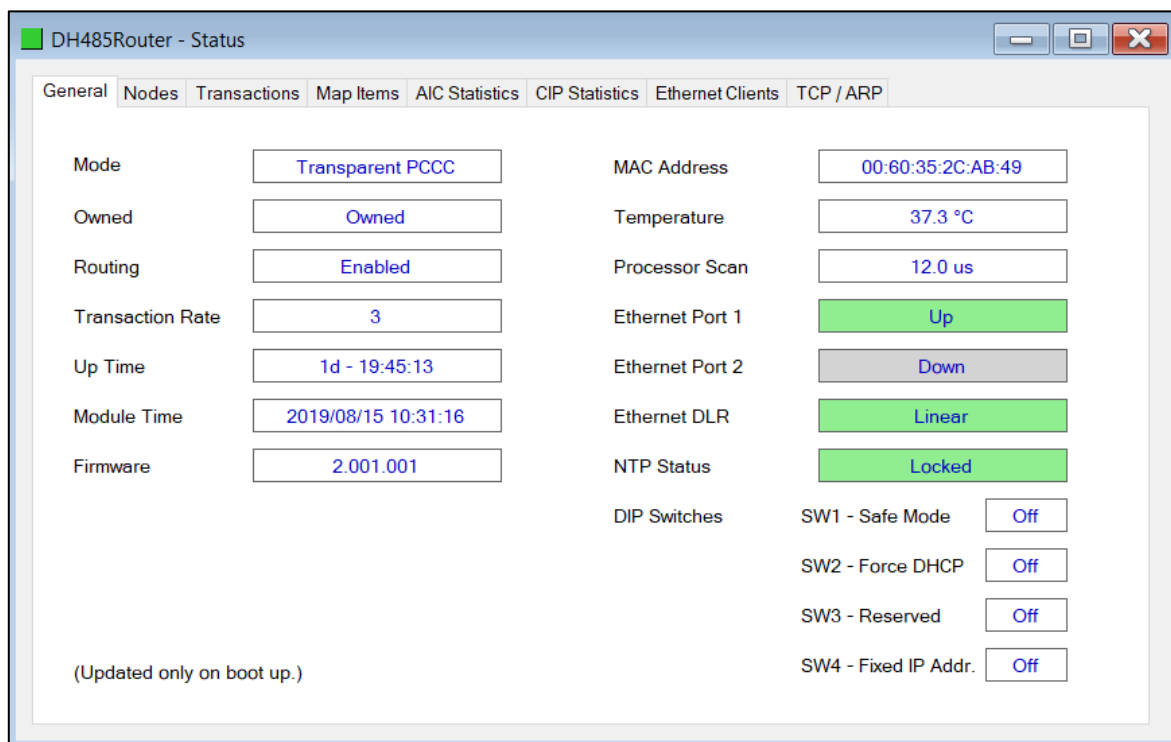 DH485Router - Status
General Nodes Transactions Map Items AIC Statistics CIP Statistics Ethernet Clients TCP / ARP
Mode Transparent PCCC MAC Address 00:60:35:2C:AB:49
Owned Owned Temperature 37.3 °C
Routing Enabled Processor Scan 12.0 us
Transaction Rate 3 Ethernet Port 1 Up
Up Time 1d - 19:45:13 Ethernet Port 2 Down
Module Time 2019/08/15 10:31:16 Ethernet DLR Linear
Firmware 2.001.001 NTP Status Locked
DIP Switches SW1 - Safe Mode Off
SW2 - Force DHCP Off
SW3 - Reserved Off
(Updated only on boot up.) SW4 - Fixed IP Addr. Off